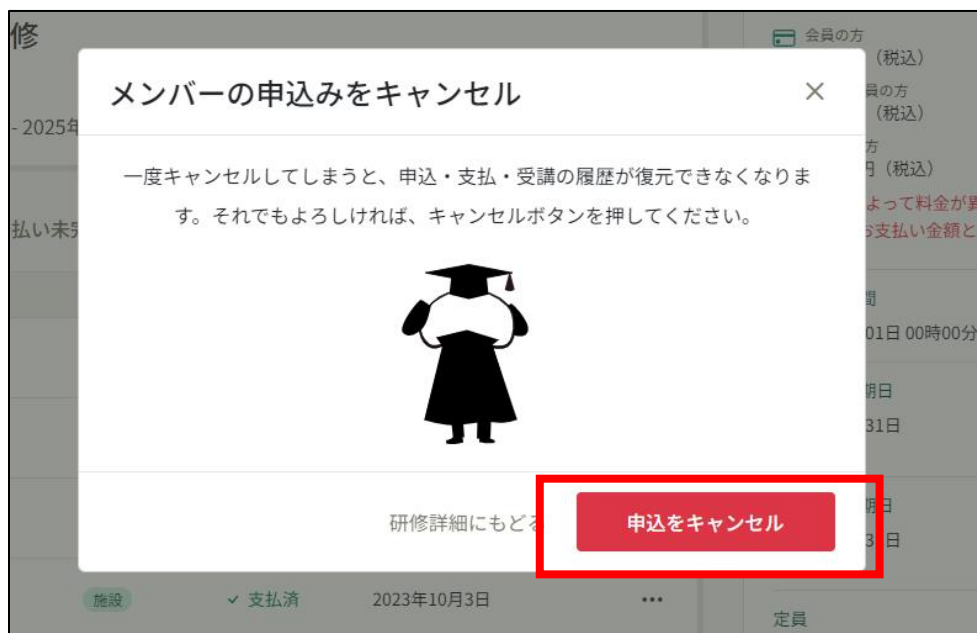 修
会員の方
（税込）
メンバーの申込みをキャンセル
員の方
（税込）
- 2025年
方
円（税込）
一度キャンセルしてしまうと、申込・支払・受講の履歴が復元できなくなりま
す。それでもよろしければ、キャンセルボタンを押してください。
よって料金が異
お支払い金額と
払い未完
間
01日 00時00分
期日
31日
研修詳細にもどる
申込をキャンセル
期日
日
施設
支払済
2023年10月3日
定員